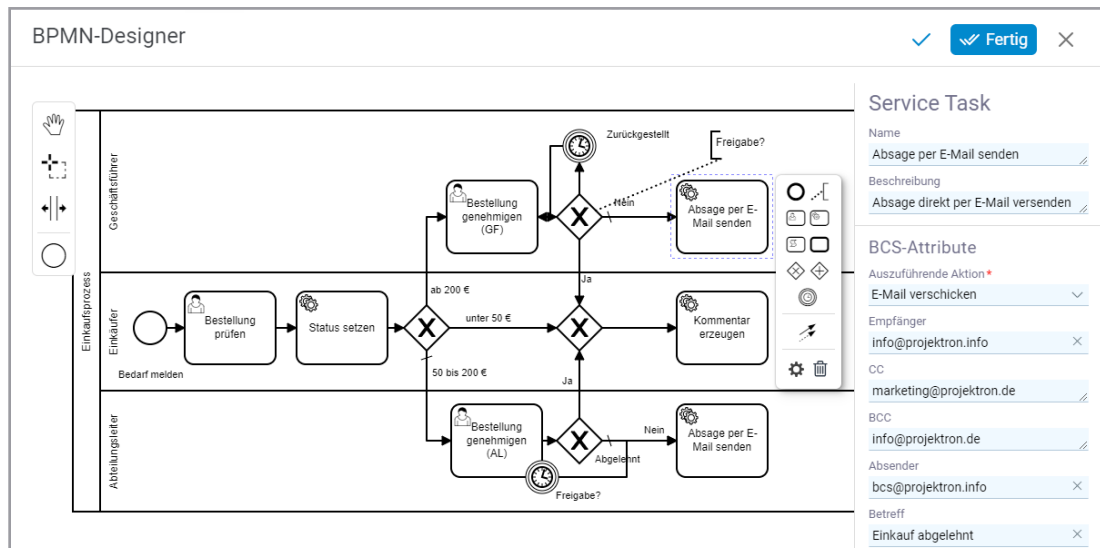 BPMN-Designer
Fertig
Einkaufsprozess
Geschäftsführer
Zurückgestellt
Freigabe?
Bestellung
genehmigen
(GF)
Nein
Absage per E-
Mail senden
Einkäufer
ab 200 €
Ja
Bestellung
prüfen
Status setzen
unter 50 €
Kommentar
erzeugen
Bedarf melden
50 bis 200 €
Ja
Abteilungsleiter
Bestellung
genehmigen
(AL)
Nein
Abgelehnt
Absage per E-
Mail senden
Freigabe?
Service Task
Name
Absage per E-Mail senden
Beschreibung
Absage direkt per E-Mail versenden
BCS-Attribute
Auszuführende Aktion *
E-Mail verschicken
Empfänger
info@projektron.info
CC
marketing@projektron.de
BCC
info@projektron.de
Absender
bcs@projektron.info
Betreff
Einkauf abgelehnt